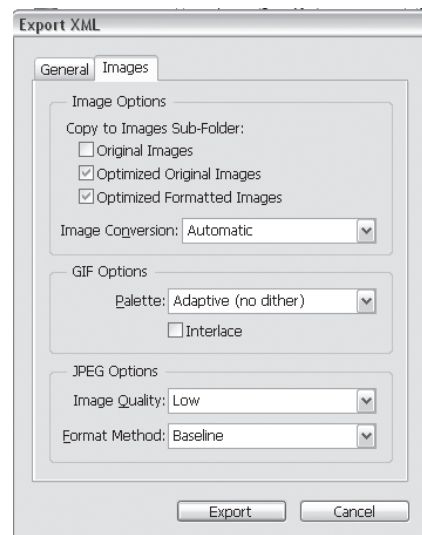 Export XML
General Images
Image Options
Copy to Images Sub-Folder:
Original Images
Optimized Original Images
Optimized Formatted Images
Image Conversion: Automatic
GIF Options
Palette: Adaptive (no dither)
Interlace
JPEG Options
Image Quality: Low
Format Method: Baseline
Export Cancel